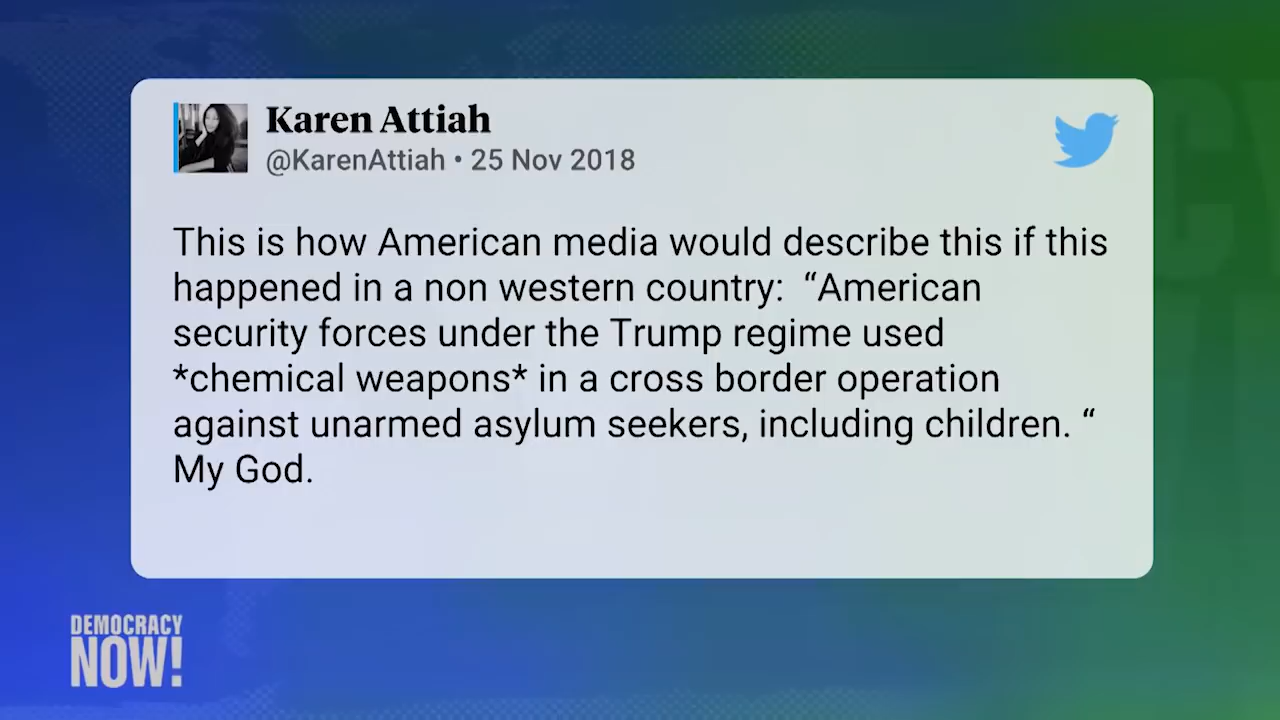 Karen Attiah
@KarenAttiah • 25 Nov 2018
This is how American media would describe this if this
happened in a non western country:  “American
security forces under the Trump regime used
*chemical weapons* in a cross border operation
against unarmed asylum seekers, including children. “
My God.
DEMOCRACY
NOW!